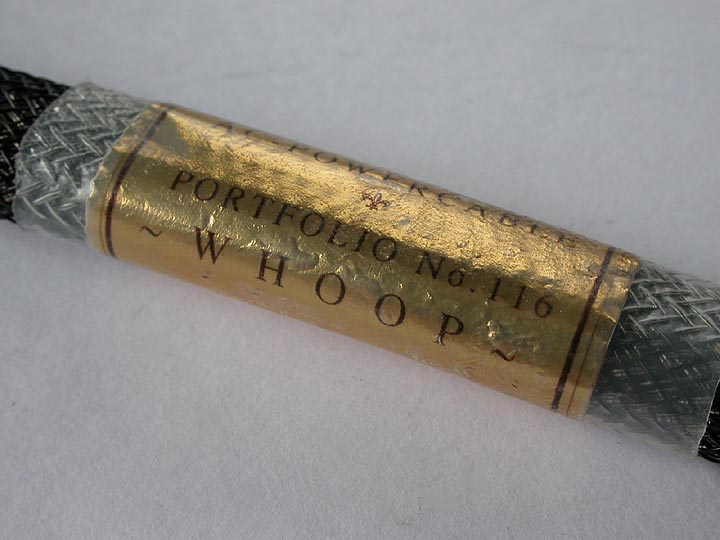 AC POWERCABLE
PORTFOLIO No. 116
~ WHOOP ~